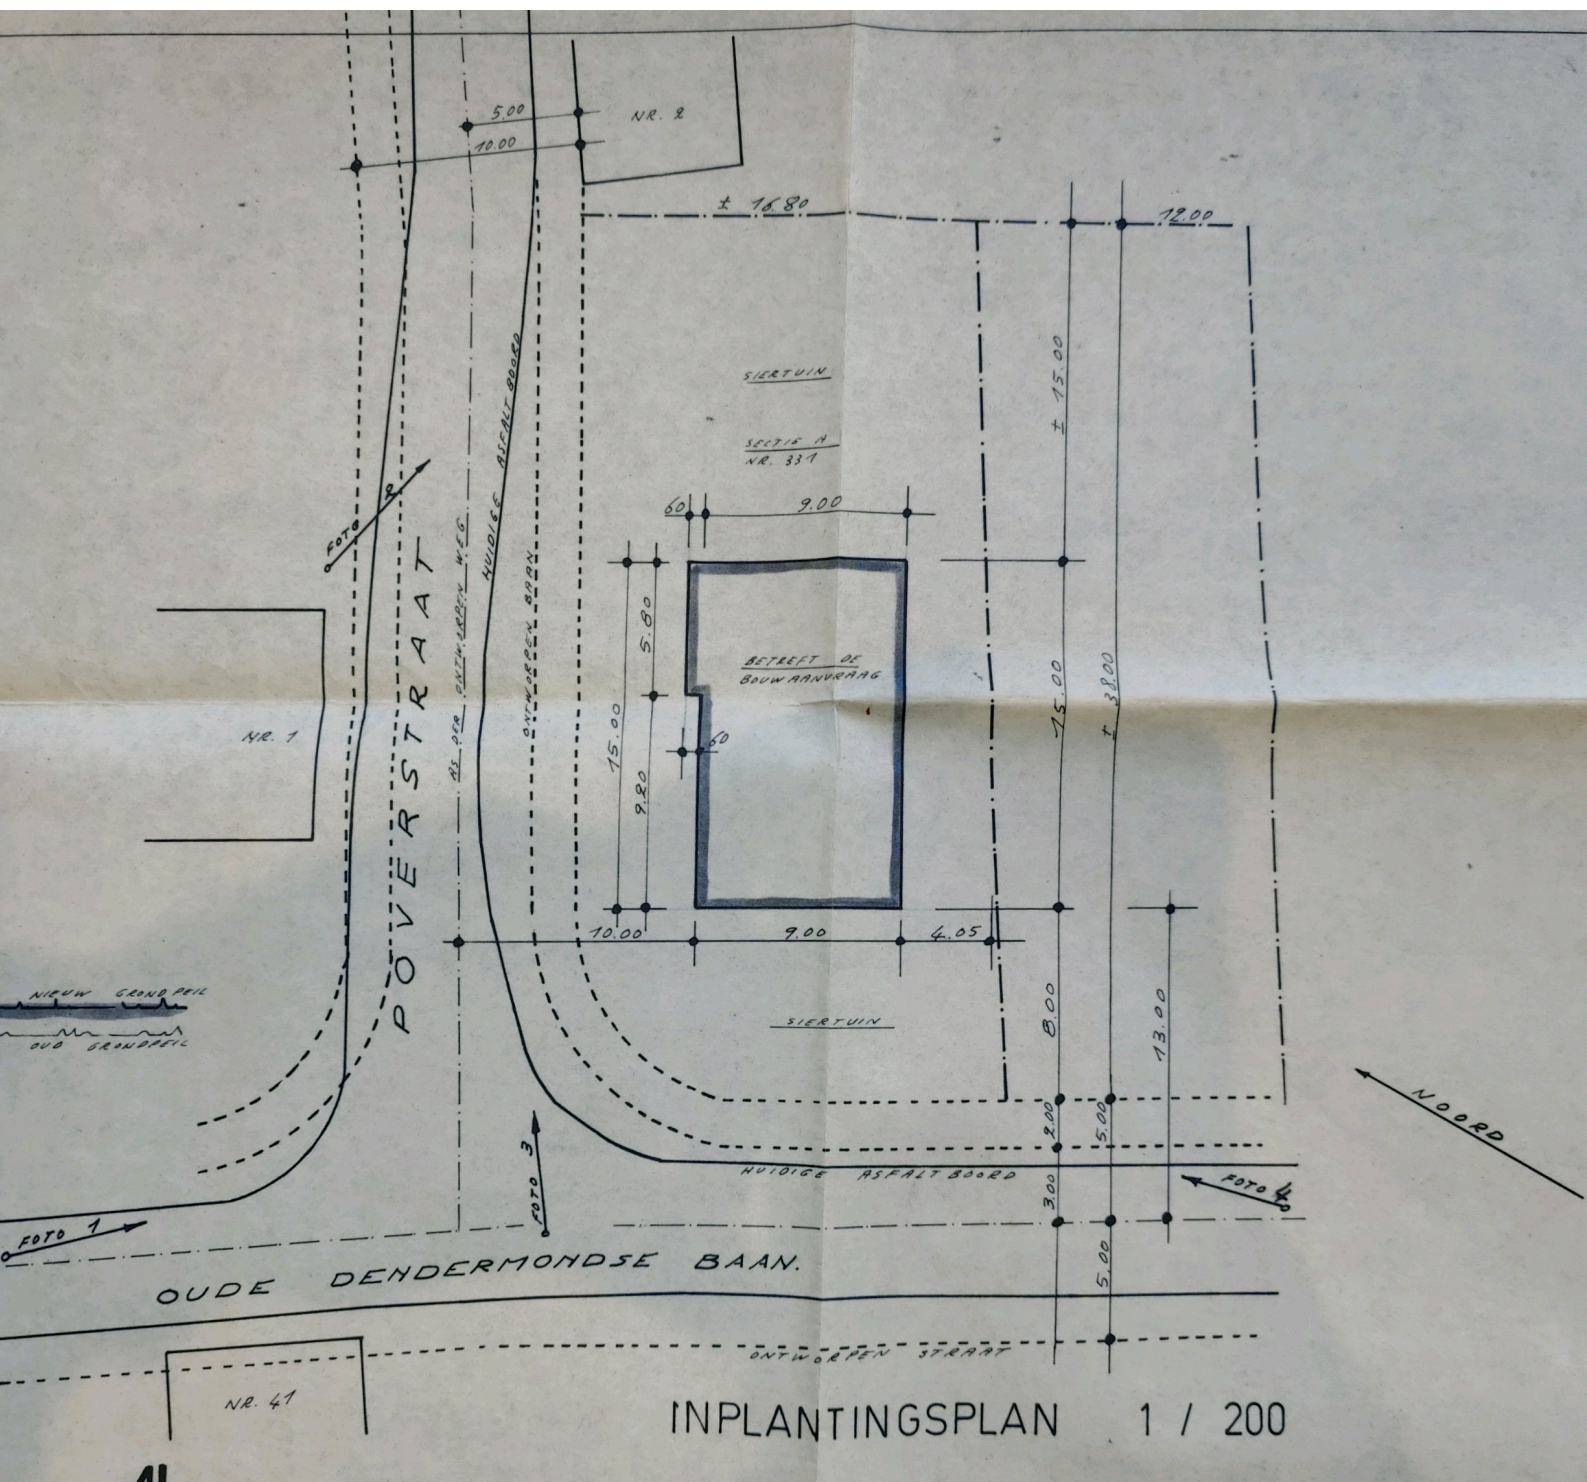 5.00
10.00
NR. 2
± 16.80
12.00
± 15.00
SIERTUIN
SECTIE A
NR. 331
HUIDIGE ASFALT BOORD
FOTO 2
60
9.00
AS DER ONTWORPEN WEG
ONTWORPEN BAAN
POVERSTRAAT
5.80
15.00
9.20
60
BETREFT DE
BOUWAANVRAAG
15.00
± 38.00
NR. 1
10.00
9.00
4.05
NIEUW GRONDPEIL
OUD GRONDPEIL
SIERTUIN
8.00
13.00
2.00
5.00
NOORD
HUIDIGE ASFALT BOORD
FOTO 3
3.00
FOTO 4
FOTO 1
5.00
OUDE DENDERMONDSE BAAN.
ONTWORPEN STRAAT
NR. 41
INPLANTINGSPLAN 1 / 200